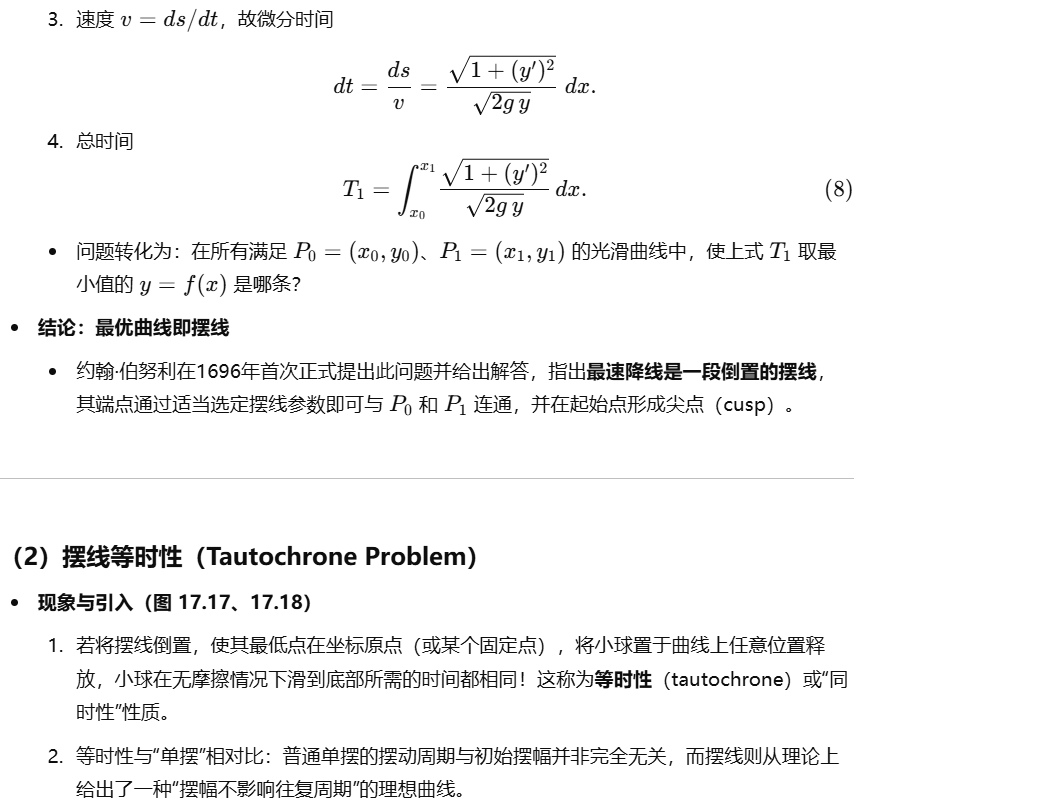 3. 速度 v = ds/dt，故微分时间
dt = ds/v = √(1 + (y′)²)/√(2g y) dx.
4. 总时间
T₁ = ∫_{x₀}^{x₁} √(1 + (y′)²)/√(2g y) dx. (8)
• 问题转化为：在所有满足 P₀ = (x₀, y₀)、P₁ = (x₁, y₁) 的光滑曲线中，使上式 T₁ 取最
小值的 y = f(x) 是哪条？
• 结论：最优曲线即摆线
• 约翰·伯努利在1696年首次正式提出此问题并给出解答，指出最速降线是一段倒置的摆线，
其端点通过适当选定摆线参数即可与 P₀ 和 P₁ 连通，并在起始点形成尖点（cusp）。
（2）摆线等时性（Tautochrone Problem）
• 现象与引入（图 17.17、17.18）
1. 若将摆线倒置，使其最低点在坐标原点（或某个固定点），将小球置于曲线上任意位置释
放，小球在无摩擦情况下滑到底部所需的时间都相同！这称为等时性（tautochrone）或“同
时性”性质。
2. 等时性与“单摆”相对比：普通单摆的摆动周期与初始摆幅并非完全无关，而摆线则从理论上
给出了一种“摆幅不影响往复周期”的理想曲线。